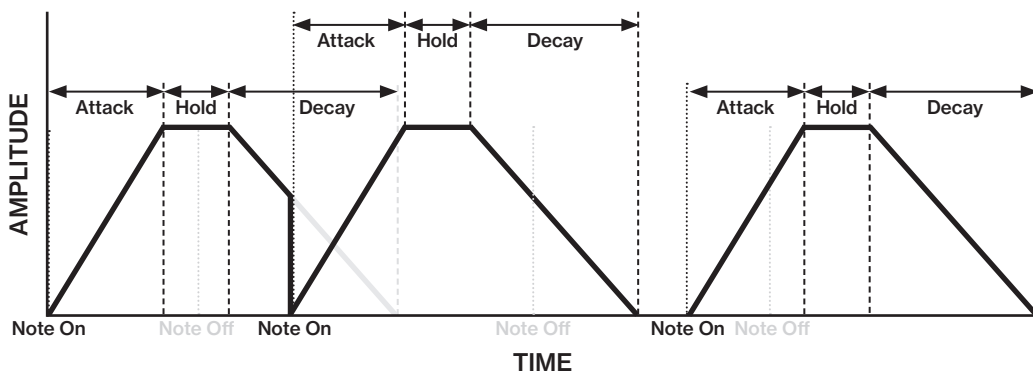 Attack Hold Decay
Attack Hold Decay Attack Hold Decay
AMPLITUDE
Note On Note Off Note On Note Off Note On Note Off
TIME